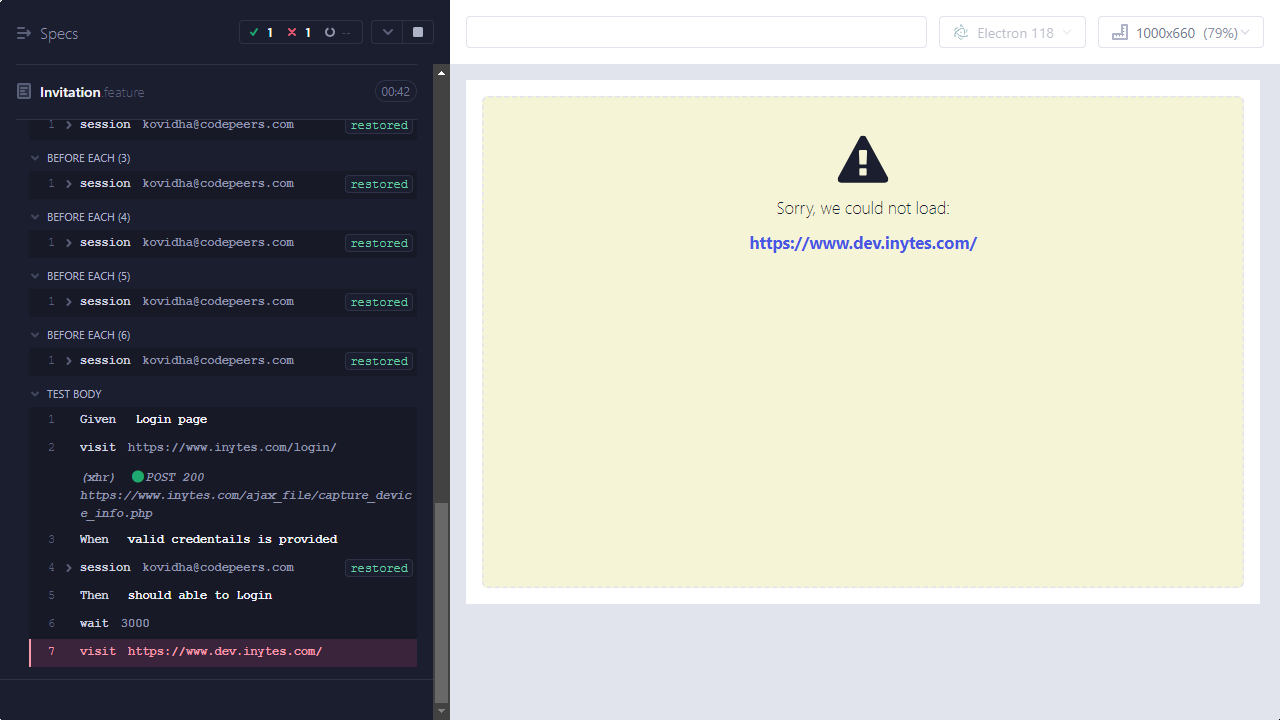 Specs
1 1 --
Invitation.feature 00:42
1 session kovidha@codepeers.com restored
BEFORE EACH (3)
1 session kovidha@codepeers.com restored
BEFORE EACH (4)
1 session kovidha@codepeers.com restored
BEFORE EACH (5)
1 session kovidha@codepeers.com restored
BEFORE EACH (6)
1 session kovidha@codepeers.com restored
TEST BODY
1 Given Login page
2 visit https://www.inytes.com/login/
(xhr) POST 200
https://www.inytes.com/ajax_file/capture_devic
e_info.php
3 When valid credentails is provided
4 session kovidha@codepeers.com restored
5 Then should able to Login
6 wait 3000
7 visit https://www.dev.inytes.com/
Electron 118
1000x660 (79%)
Sorry, we could not load:
https://www.dev.inytes.com/